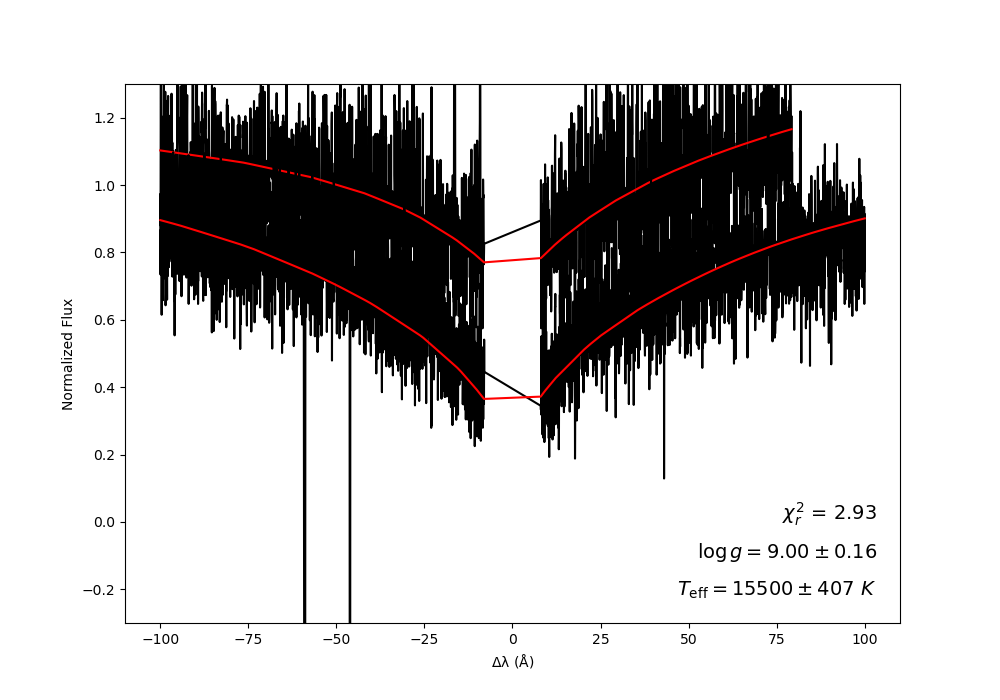 1.2
1.0
0.8
0.6
0.4
0.2
0.0
−0.2
Normalized Flux
χ²ᵣ = 2.93
log g = 9.00 ± 0.16
T_eff = 15500 ± 407 K
−100 −75 −50 −25 0 25 50 75 100
Δλ (Å)